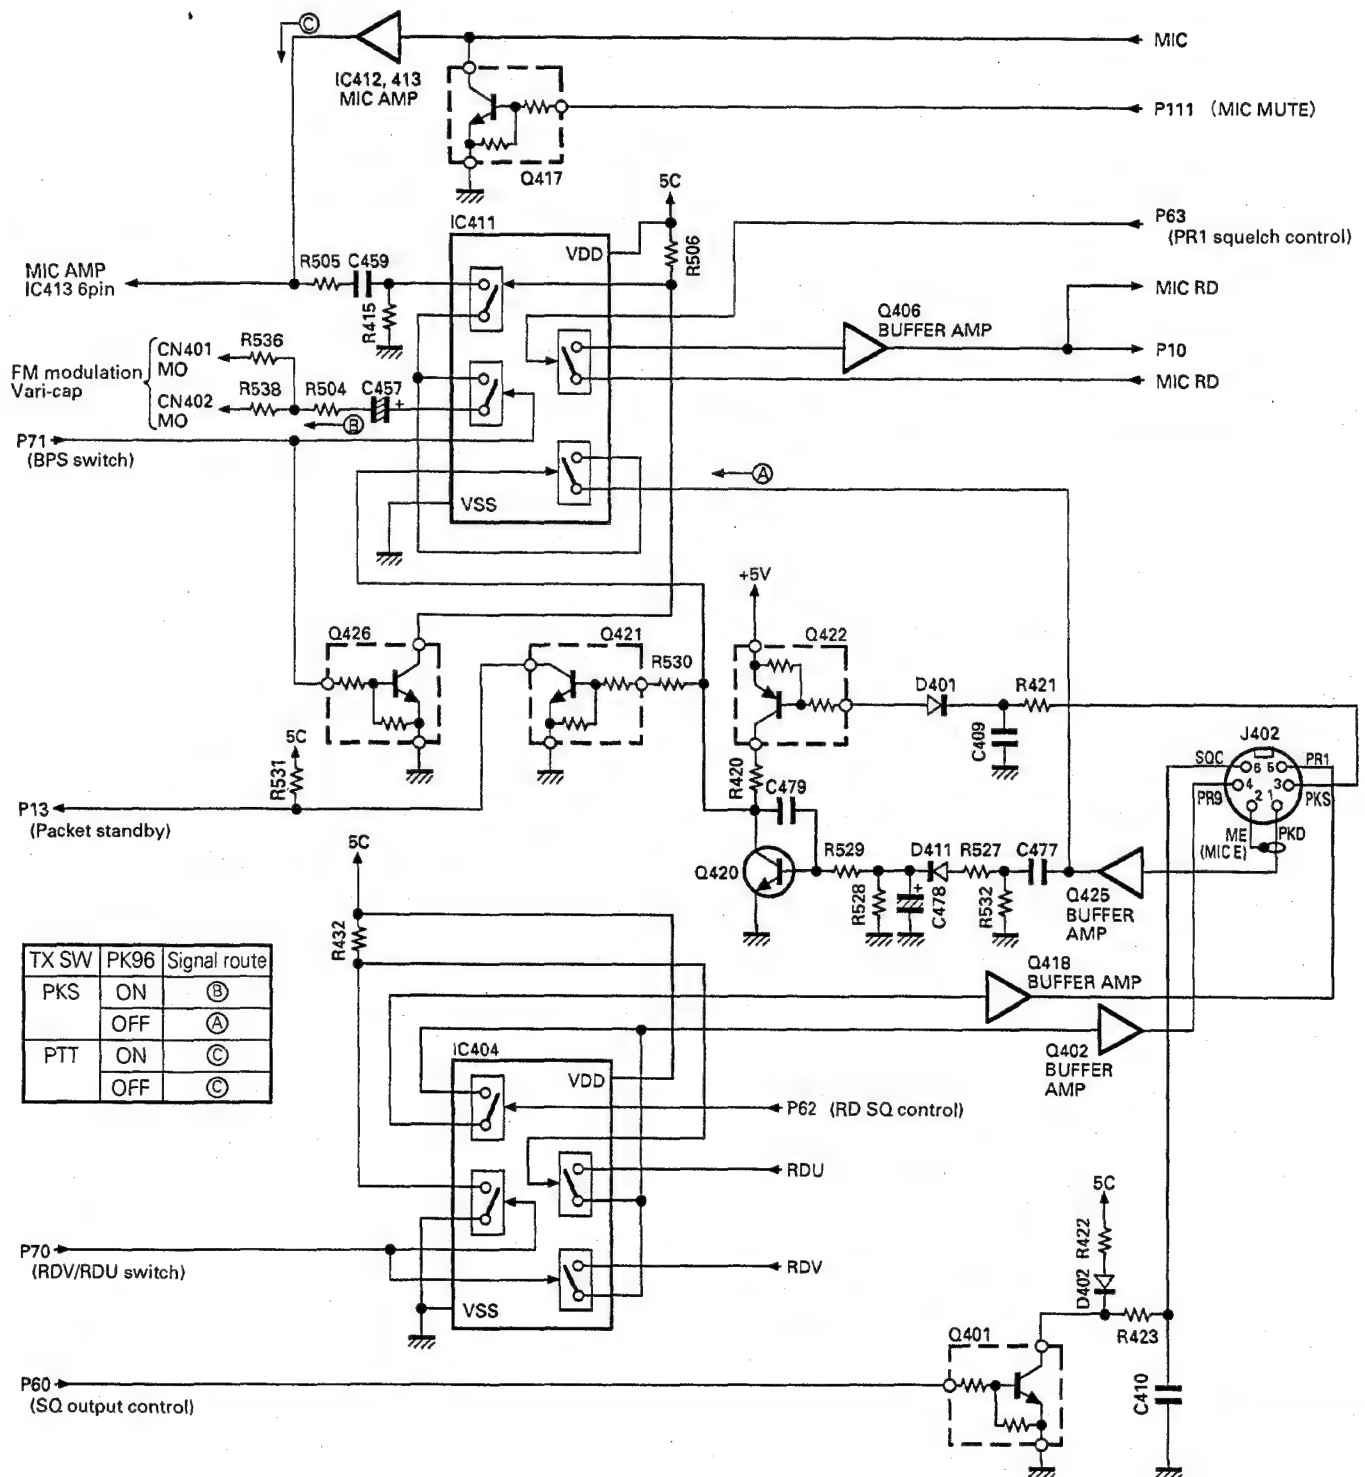 C
IC412, 413
MIC AMP
MIC
P111 (MIC MUTE)
Q417
5C
IC411
VDD
R506
P63
(PR1 squelch control)
MIC AMP
IC413 6pin
R505 C459
R415
MIC RD
Q406
BUFFER AMP
P10
MIC RD
FM modulation
Vari-cap
CN401
MO
R536
CN402
MO
R538
R504
C457
+
B
P71
(BPS switch)
A
VSS
+5V
Q426
Q421
R530
Q422
D401
R421
C409
J402
SQC
6
5
PR1
4
3
PR9
2
1
PKS
ME
(MIC E)
PKD
5C
R531
P13
(Packet standby)
R420
C479
Q420
R529
R528
D411
+
C478
R527
R532
C477
Q425
BUFFER
AMP
5C
R432
Q418
BUFFER AMP
Q402
BUFFER
AMP
TX SW PK96 Signal route
PKS ON B
OFF A
PTT ON C
OFF C
IC404
VDD
P62 (RD SQ control)
RDU
P70
(RDV/RDU switch)
RDV
VSS
5C
R422
D402
R423
Q401
P60
(SQ output control)
C410